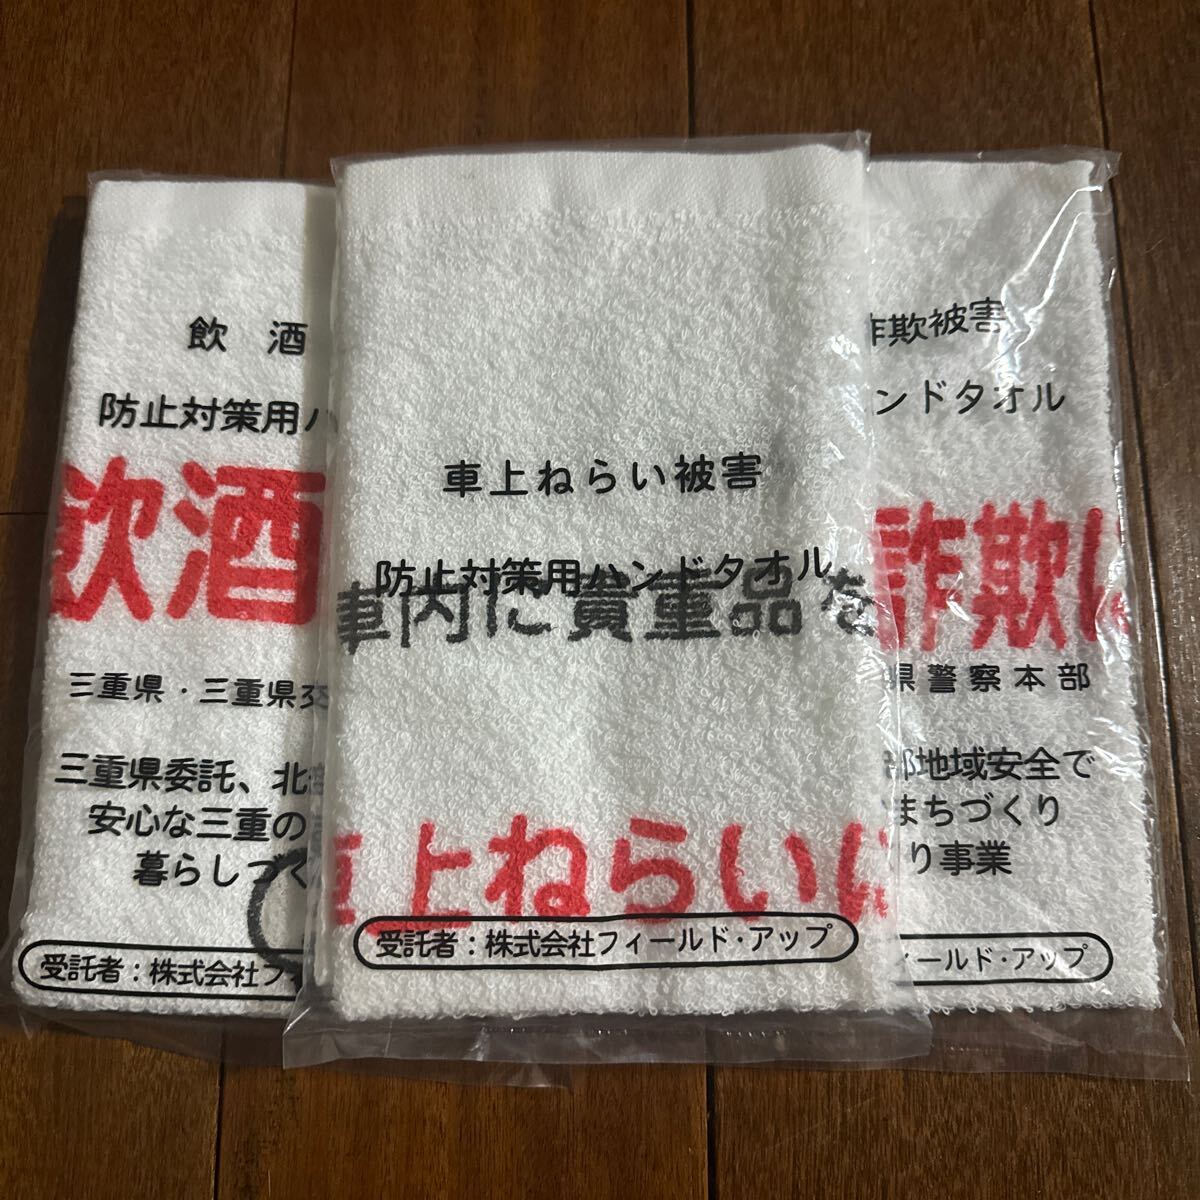 飲 酒
防止対策用ハ
飲酒
三重県・三重県交
三重県委託、北
安心な三重の
暮らしづく
受託者：株式会社フィ
車上ねらい被害
防止対策用ハンドタオル
車内に貴重品を
車上ねらいに
受託者：株式会社フィールド・アップ
詐欺被害
ンドタオル
詐欺に
県警察本部
部地域安全で
まちづくり
り事業
ィールド・アップ